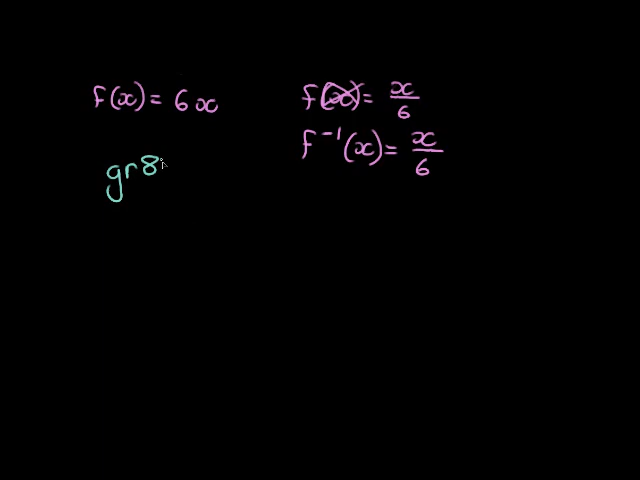 f(x) = 6x
f(x) = x/6
f⁻¹(x) = x/6
gr8